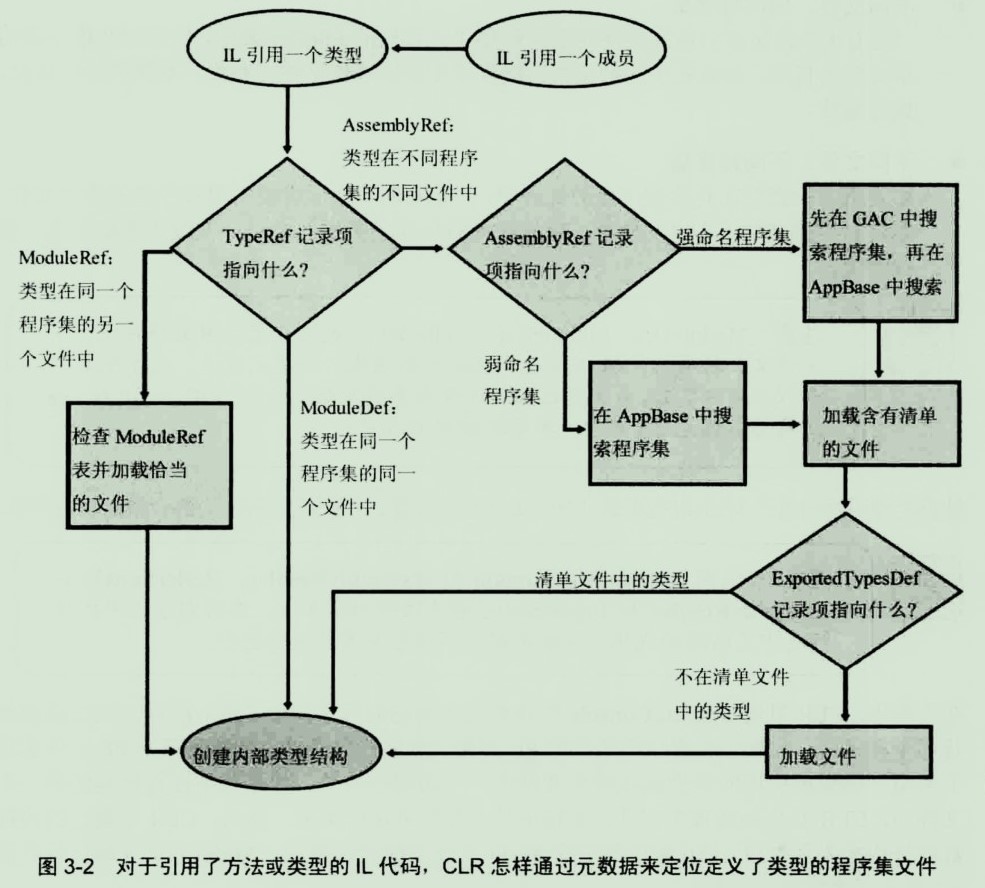 IL 引用一个类型
IL 引用一个成员
AssemblyRef:
类型在不同程序
集的不同文件中
TypeRef 记录项
指向什么?
AssemblyRef 记录
项指向什么?
强命名程序集
先在 GAC 中搜
索程序集，再在
AppBase 中搜索
ModuleRef:
类型在同一个
程序集的另一
个文件中
弱命名
程序集
在 AppBase 中搜
索程序集
加载含有清单
的文件
ModuleDef:
类型在同一个
程序集的同一
个文件中
检查 ModuleRef
表并加载恰当
的文件
清单文件中的类型
ExportedTypesDef
记录项指向什么?
不在清单文件
中的类型
创建内部类型结构
加载文件
图 3-2 对于引用了方法或类型的 IL 代码，CLR 怎样通过元数据来定位定义了类型的程序集文件